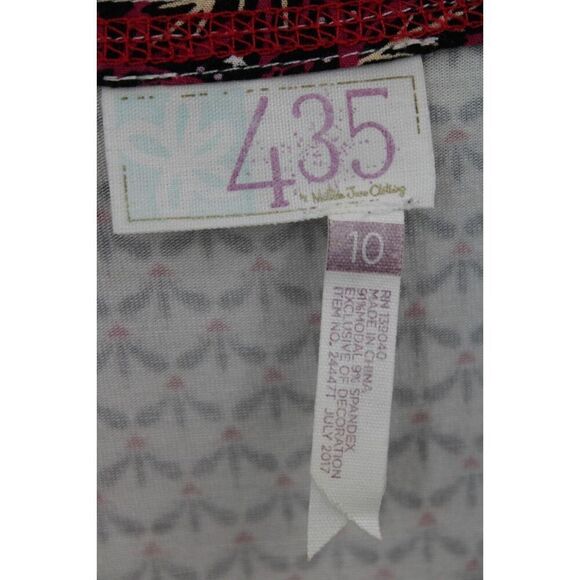 435
by Matilda Jane Clothing
10
RN 139040
MADE IN CHINA
91%MODAL 9% SPANDEX
EXCLUSIVE OF DECORATION
ITEM NO. 24447T JULY 2017